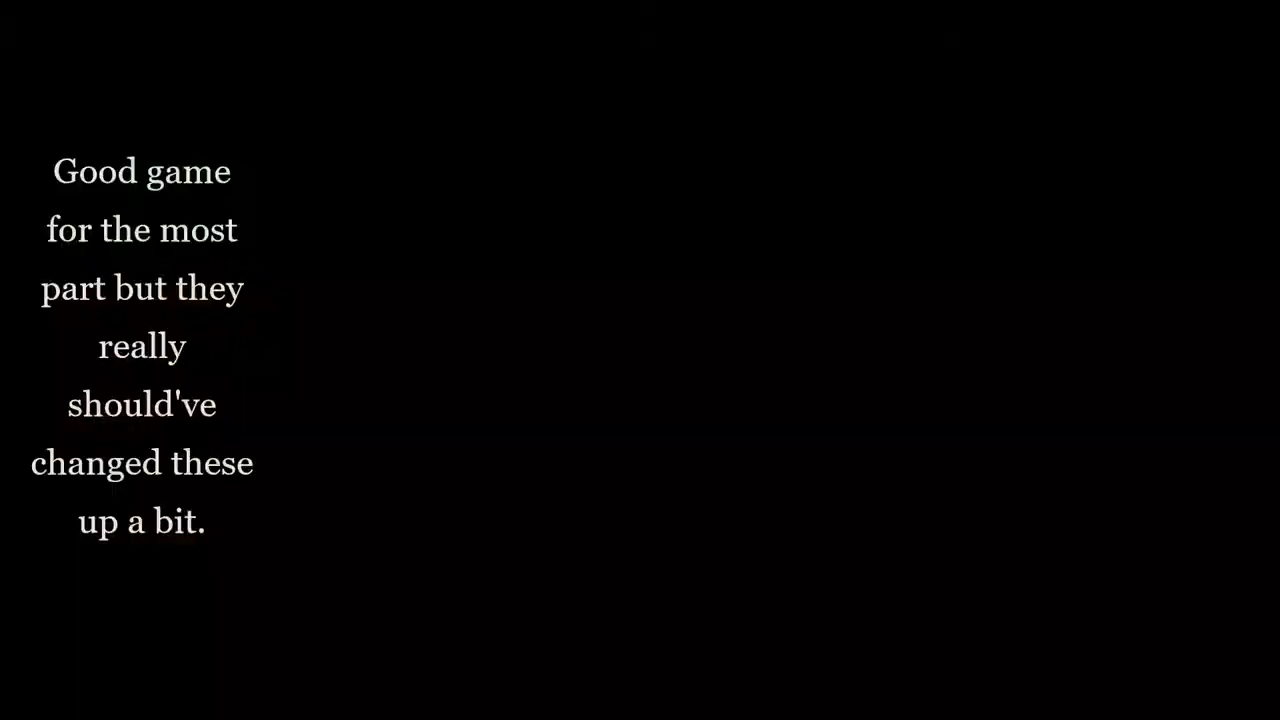 Good game
for the most
part but they
really
should've
changed these
up a bit.